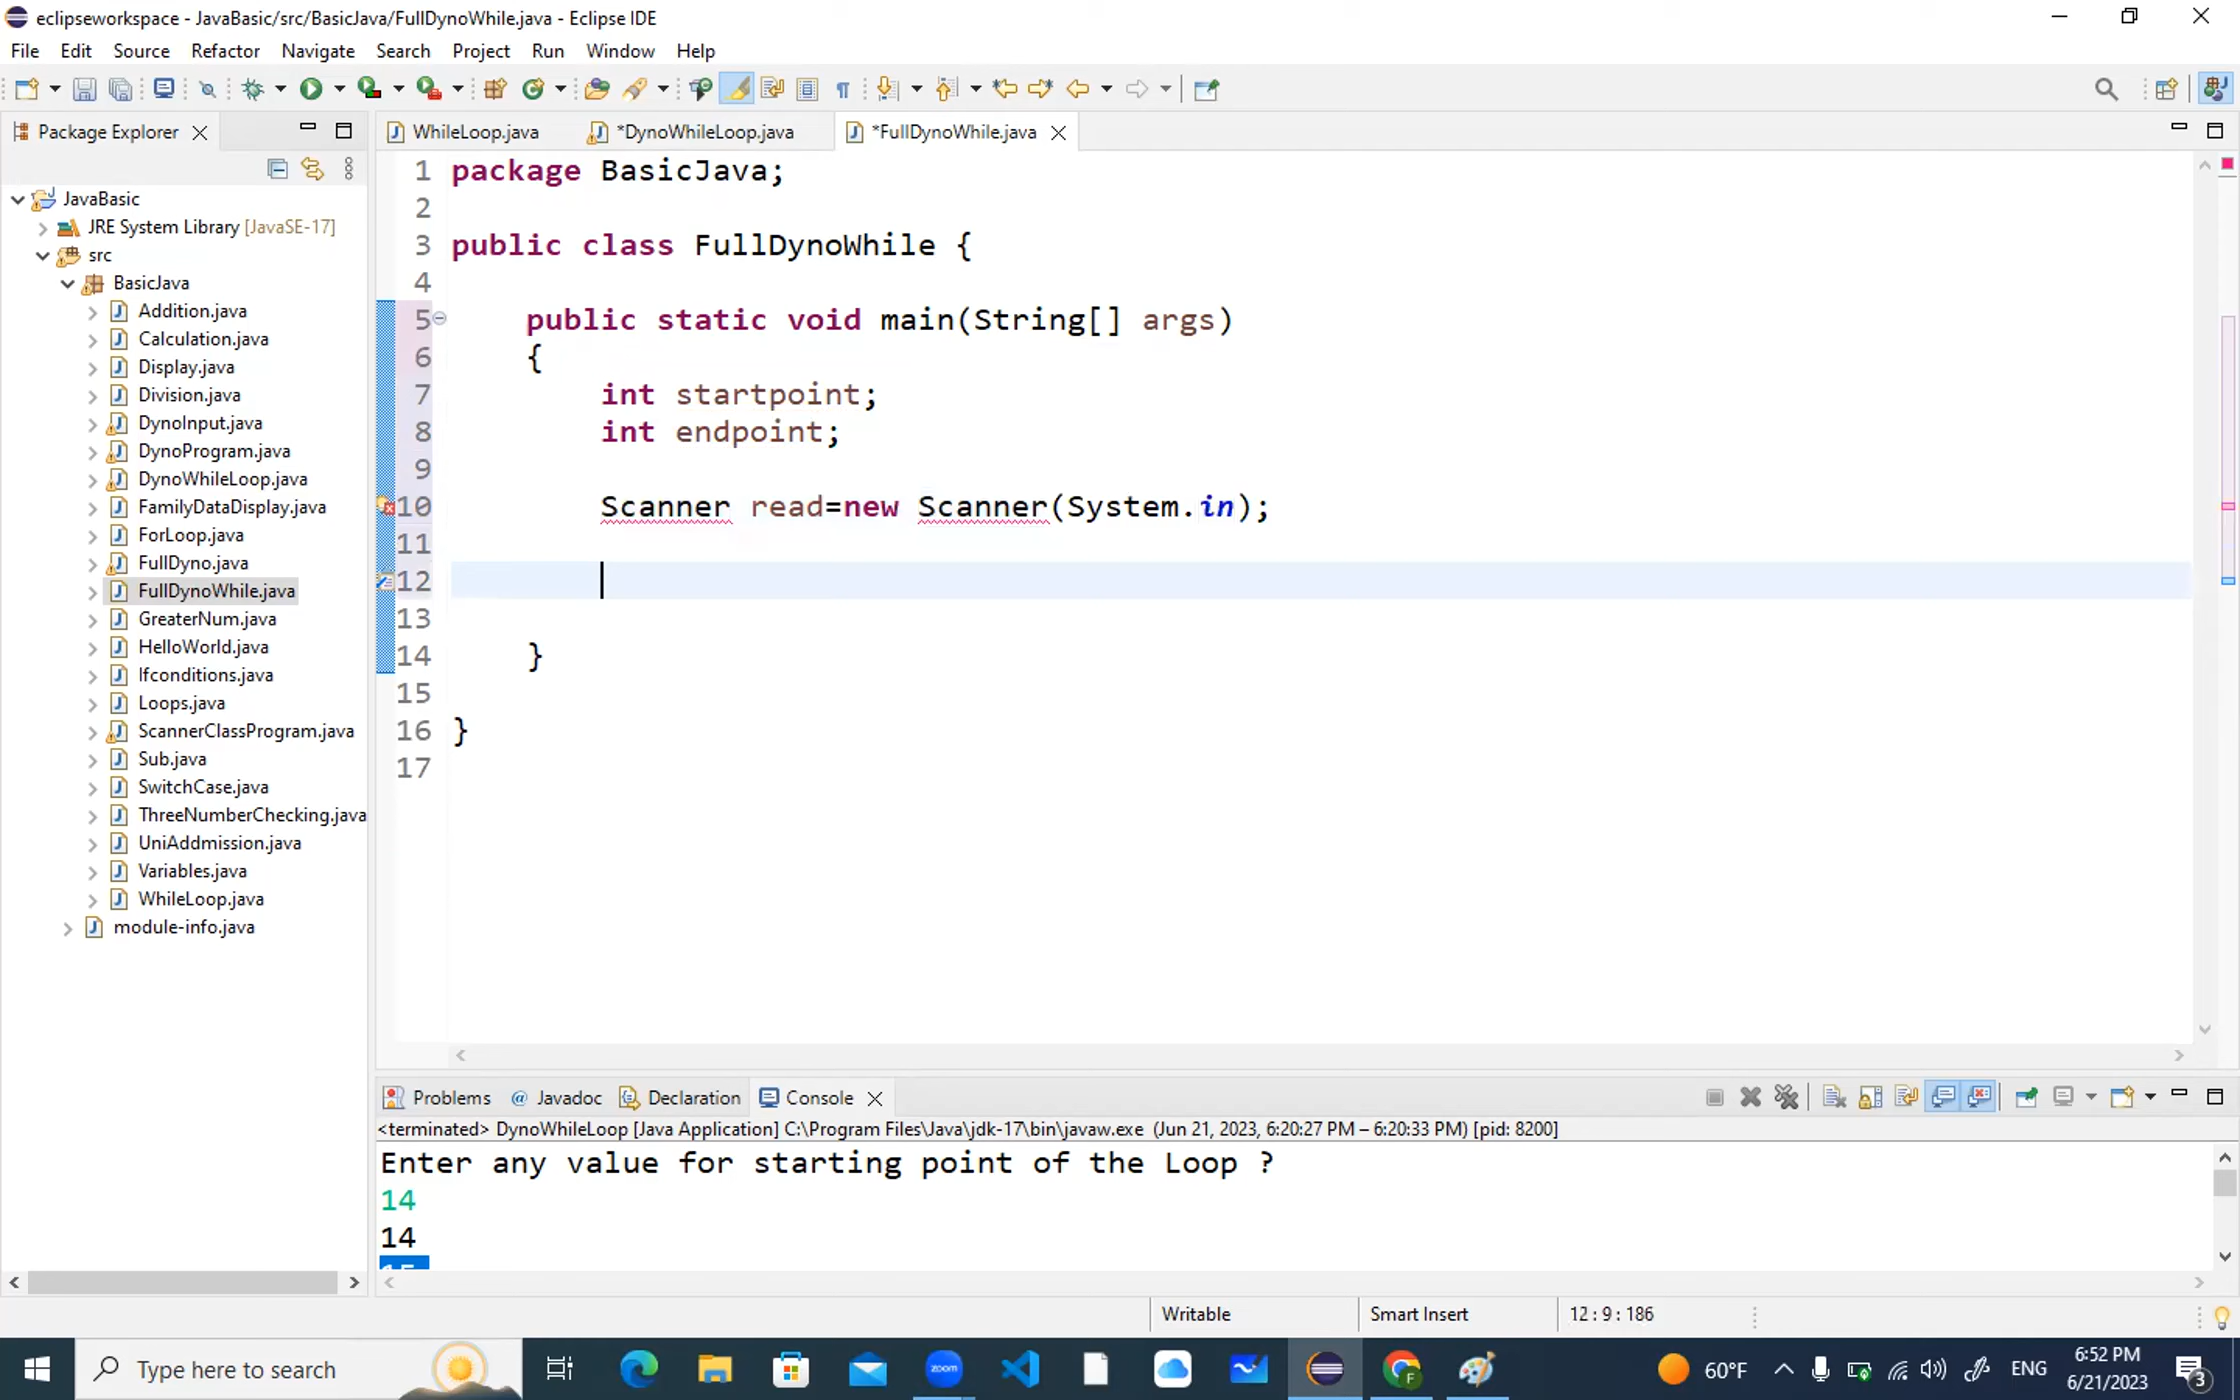 eclipseworkspace - JavaBasic/src/BasicJava/FullDynoWhile.java - Eclipse IDE
File Edit Source Refactor Navigate Search Project Run Window Help
Package Explorer
WhileLoop.java *DynoWhileLoop.java *FullDynoWhile.java
JavaBasic
JRE System Library [JavaSE-17]
src
BasicJava
Addition.java
Calculation.java
Display.java
Division.java
DynoInput.java
DynoProgram.java
DynoWhileLoop.java
FamilyDataDisplay.java
ForLoop.java
FullDyno.java
FullDynoWhile.java
GreaterNum.java
HelloWorld.java
Ifconditions.java
Loops.java
ScannerClassProgram.java
Sub.java
SwitchCase.java
ThreeNumberChecking.java
UniAddmission.java
Variables.java
WhileLoop.java
module-info.java
1 package BasicJava;
2
3 public class FullDynoWhile {
4
5 public static void main(String[] args)
6 {
7 int startpoint;
8 int endpoint;
9
10 Scanner read=new Scanner(System.in);
11
12
13
14 }
15
16 }
17
Problems @ Javadoc Declaration Console
<terminated> DynoWhileLoop [Java Application] C:\Program Files\Java\jdk-17\bin\javaw.exe (Jun 21, 2023, 6:20:27 PM – 6:20:33 PM) [pid: 8200]
Enter any value for starting point of the Loop ?
14
14
Writable Smart Insert 12 : 9 : 186
Type here to search
zoom
60°F
ENG
6:52 PM
6/21/2023
3